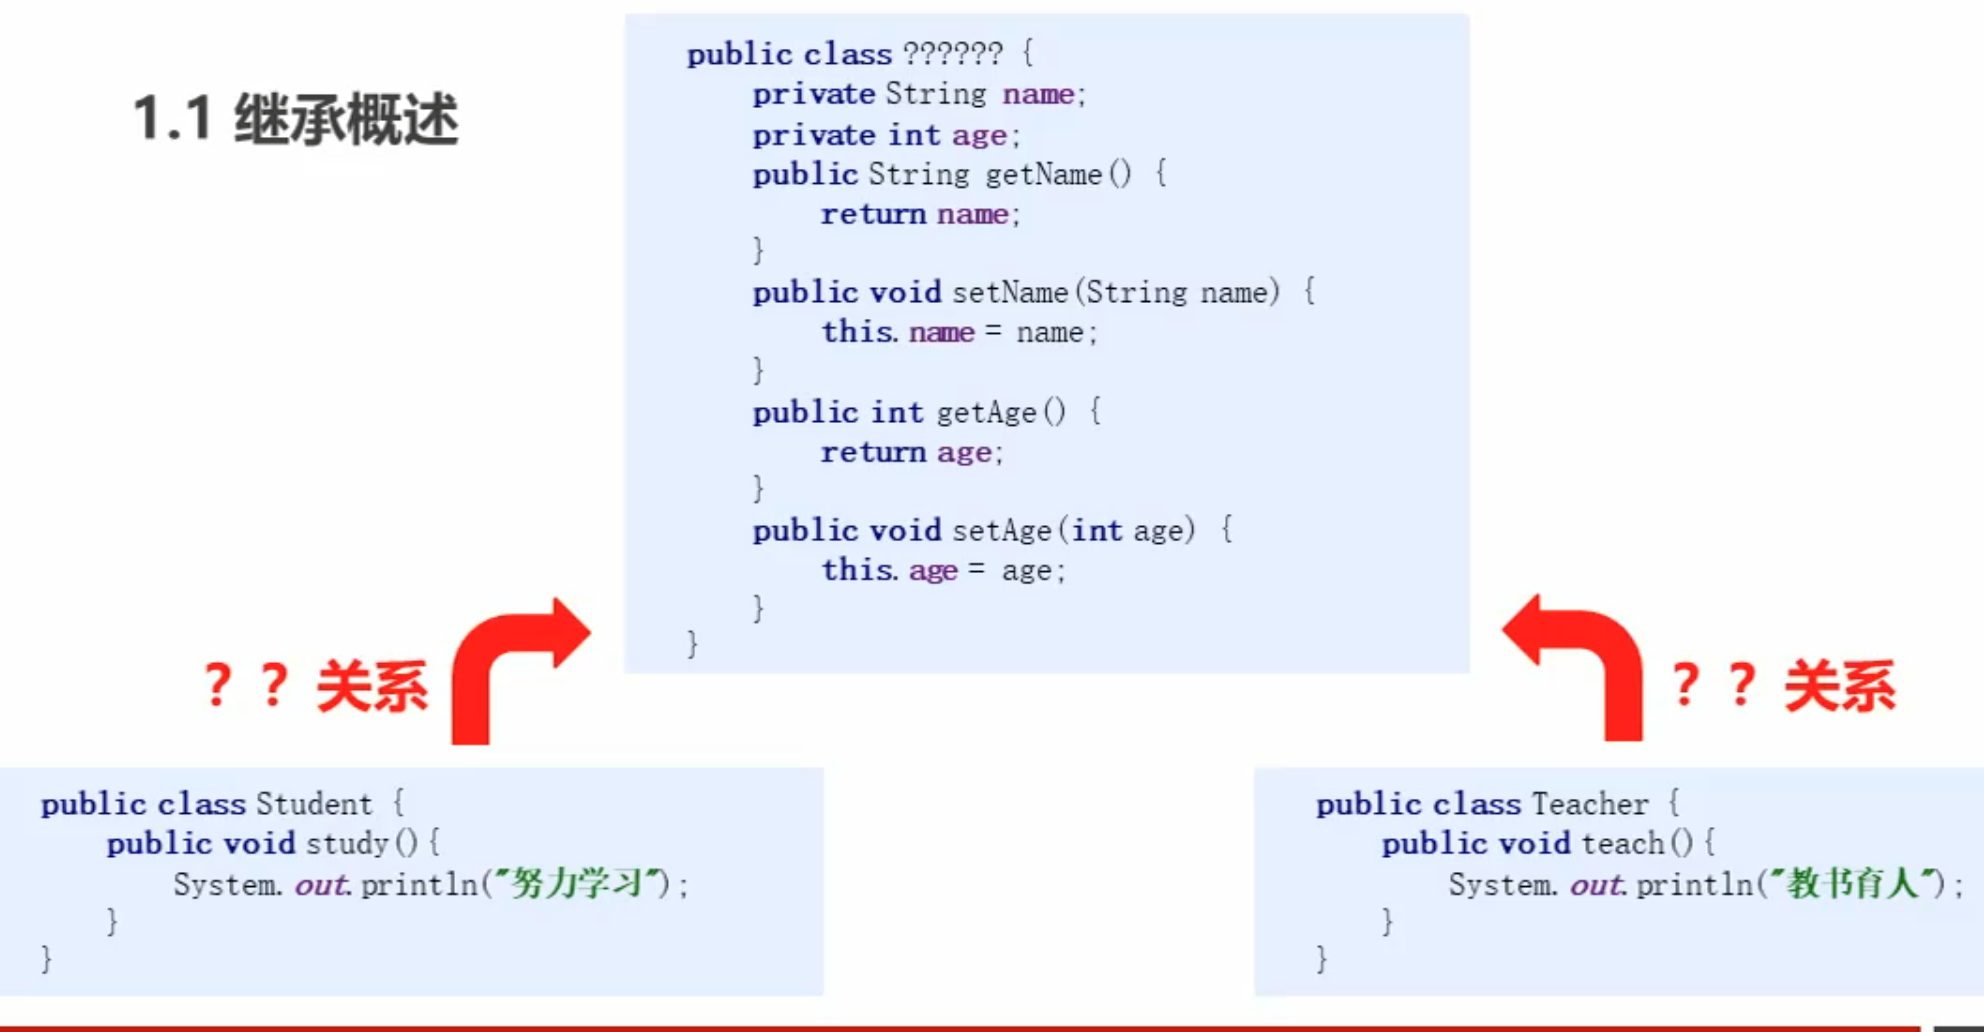 1.1 继承概述
public class ?????? {
private String name;
private int age;
public String getName() {
return name;
}
public void setName(String name) {
this.name = name;
}
public int getAge() {
return age;
}
public void setAge(int age) {
this.age = age;
}
}
？？关系
？？关系
public class Student {
public void study(){
System.out.println("努力学习");
}
}
public class Teacher {
public void teach(){
System.out.println("教书育人");
}
}